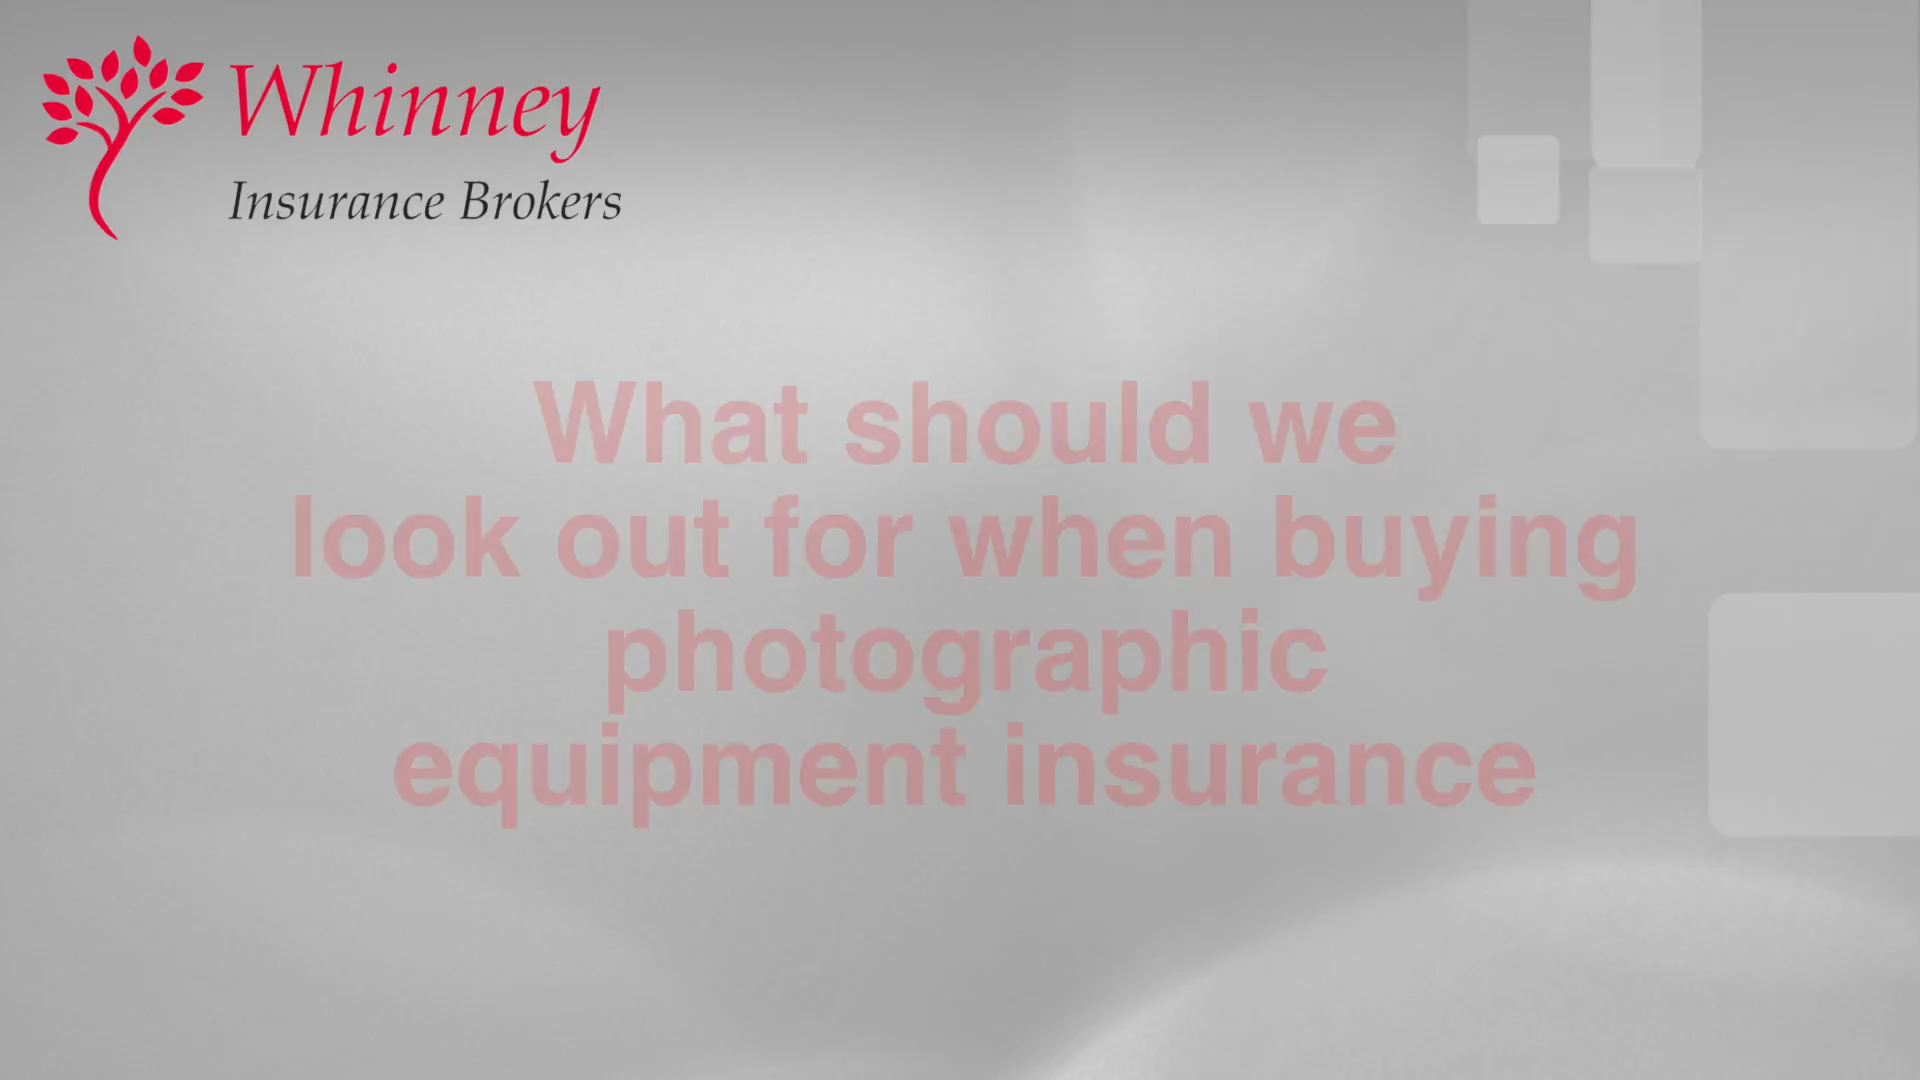 Whinney
Insurance Brokers
What should we
look out for when buying
photographic
equipment insurance